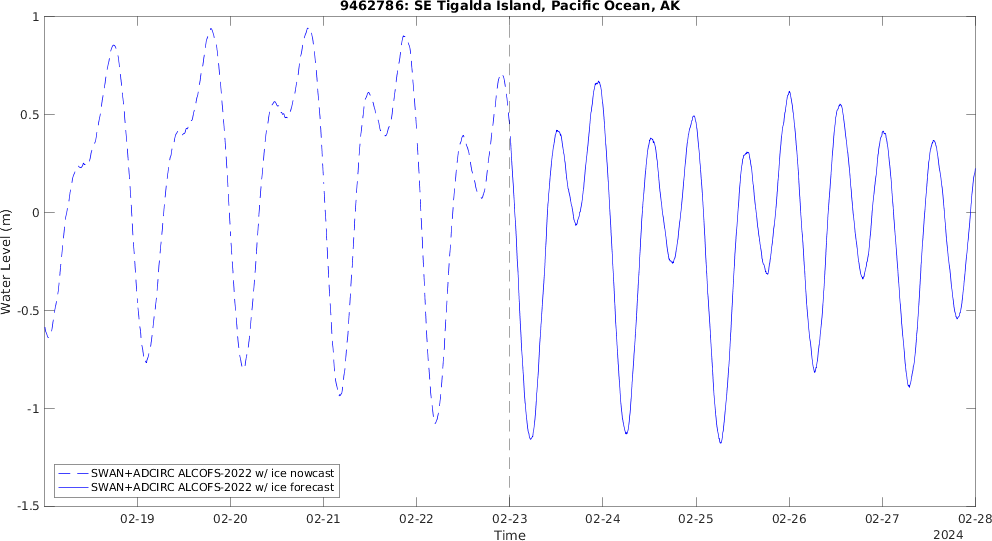 9462786: SE Tigalda Island, Pacific Ocean, AK
1
0.5
0
-0.5
-1
-1.5
Water Level (m)
SWAN+ADCIRC ALCOFS-2022 w/ ice nowcast
SWAN+ADCIRC ALCOFS-2022 w/ ice forecast
02-19 02-20 02-21 02-22 02-23 02-24 02-25 02-26 02-27 02-28
Time
2024